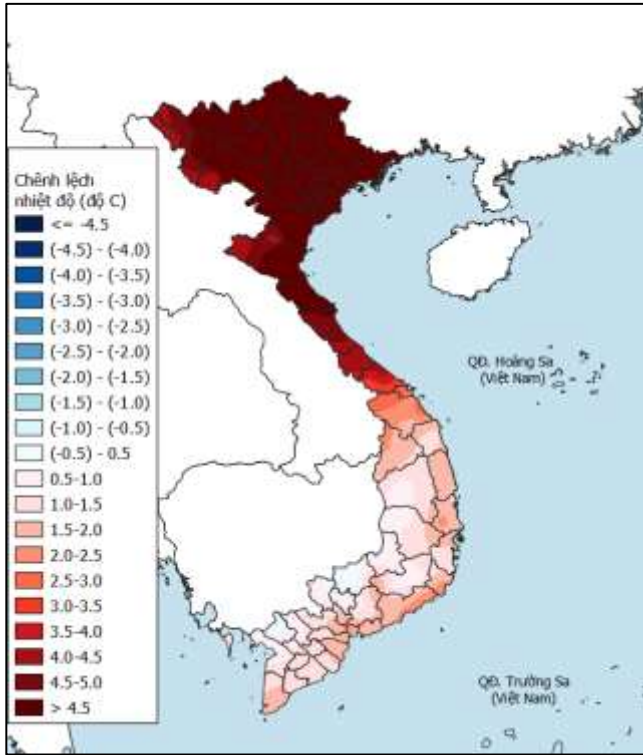 Chênh lệch
nhiệt độ (độ C)
<= -4.5
(-4.5) - (-4.0)
(-4.0) - (-3.5)
(-3.5) - (-3.0)
(-3.0) - (-2.5)
(-2.5) - (-2.0)
(-2.0) - (-1.5)
(-1.5) - (-1.0)
(-1.0) - (-0.5)
(-0.5) - 0.5
0.5-1.0
1.0-1.5
1.5-2.0
2.0-2.5
2.5-3.0
3.0-3.5
3.5-4.0
4.0-4.5
4.5-5.0
> 4.5
QĐ. Hoàng Sa
(Việt Nam)
QĐ. Trường Sa
(Việt Nam)